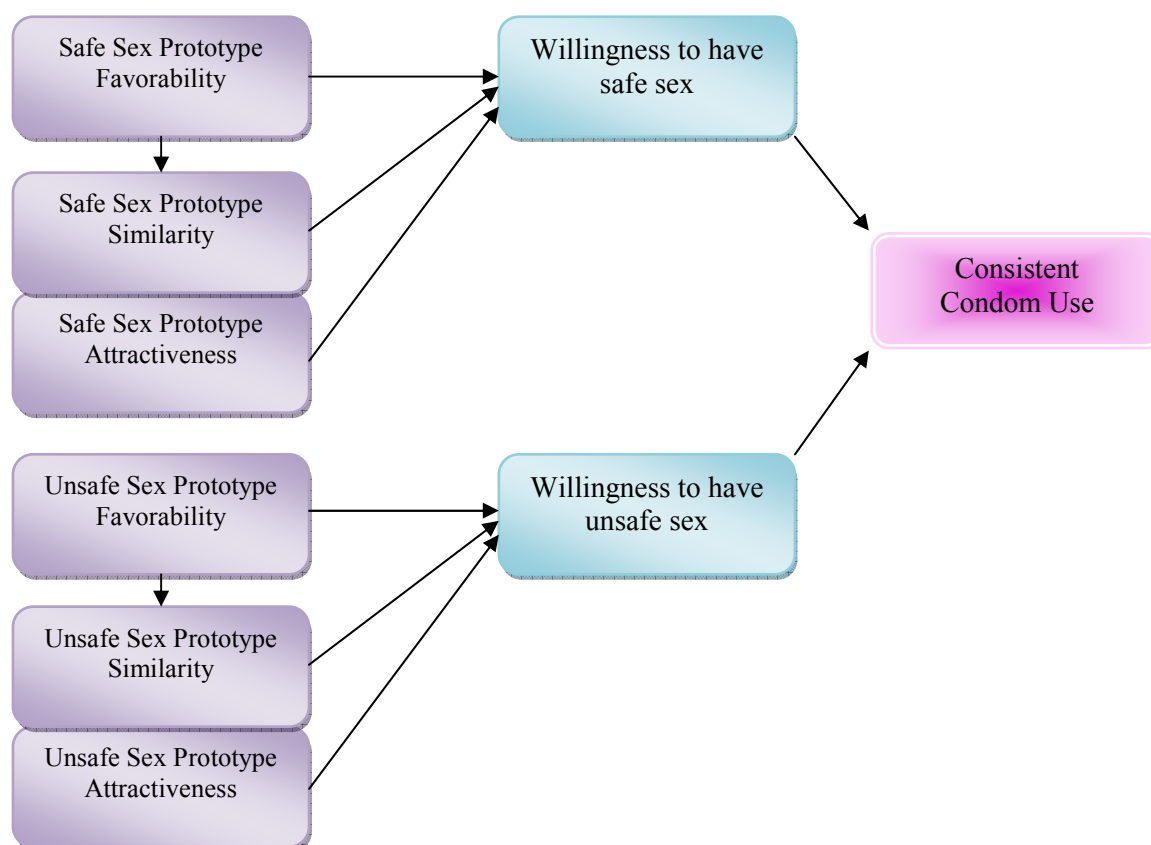 Safe Sex Prototype
Favorability
Willingness to have
safe sex
Safe Sex Prototype
Similarity
Safe Sex Prototype
Attractiveness
Consistent
Condom Use
Unsafe Sex Prototype
Favorability
Willingness to have
unsafe sex
Unsafe Sex Prototype
Similarity
Unsafe Sex Prototype
Attractiveness